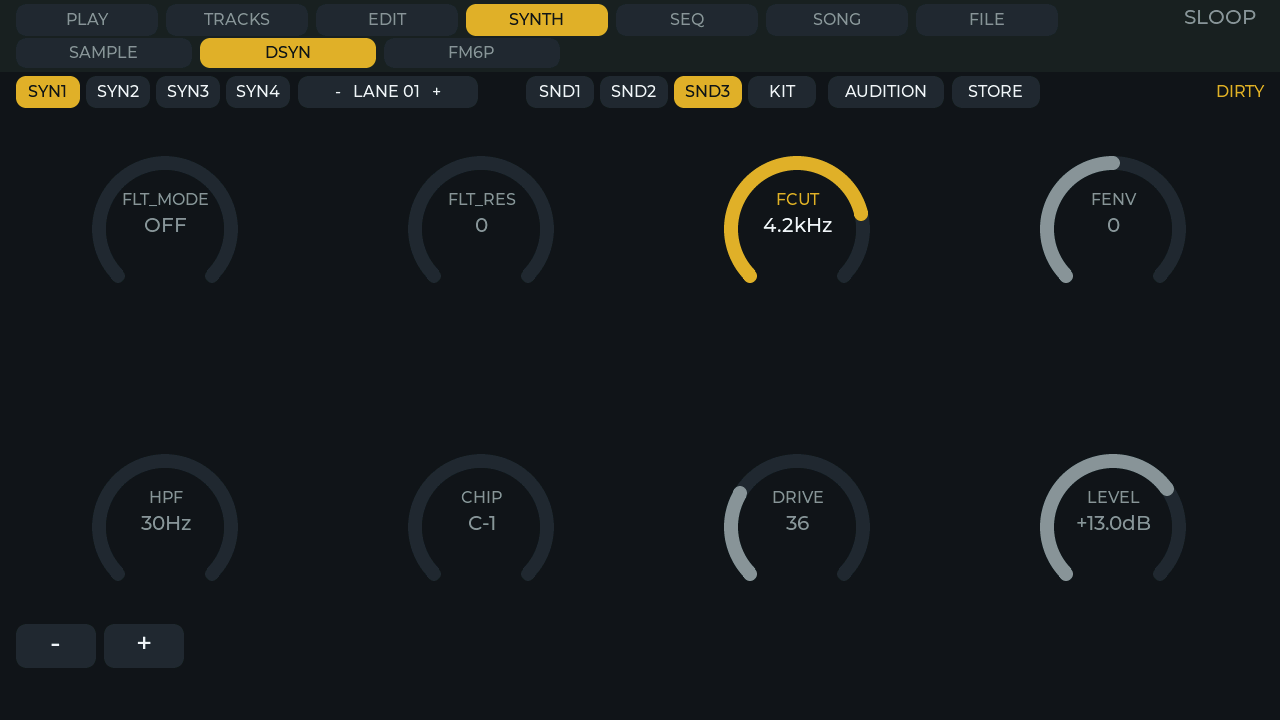 PLAY TRACKS EDIT SYNTH SEQ SONG FILE SLOOP
SAMPLE DSYN FM6P
SYN1 SYN2 SYN3 SYN4 - LANE 01 + SND1 SND2 SND3 KIT AUDITION STORE DIRTY
FLT_MODE FLT_RES FCUT FENV
OFF 0 4.2kHz 0
HPF CHIP DRIVE LEVEL
30Hz C-1 36 +13.0dB
- +